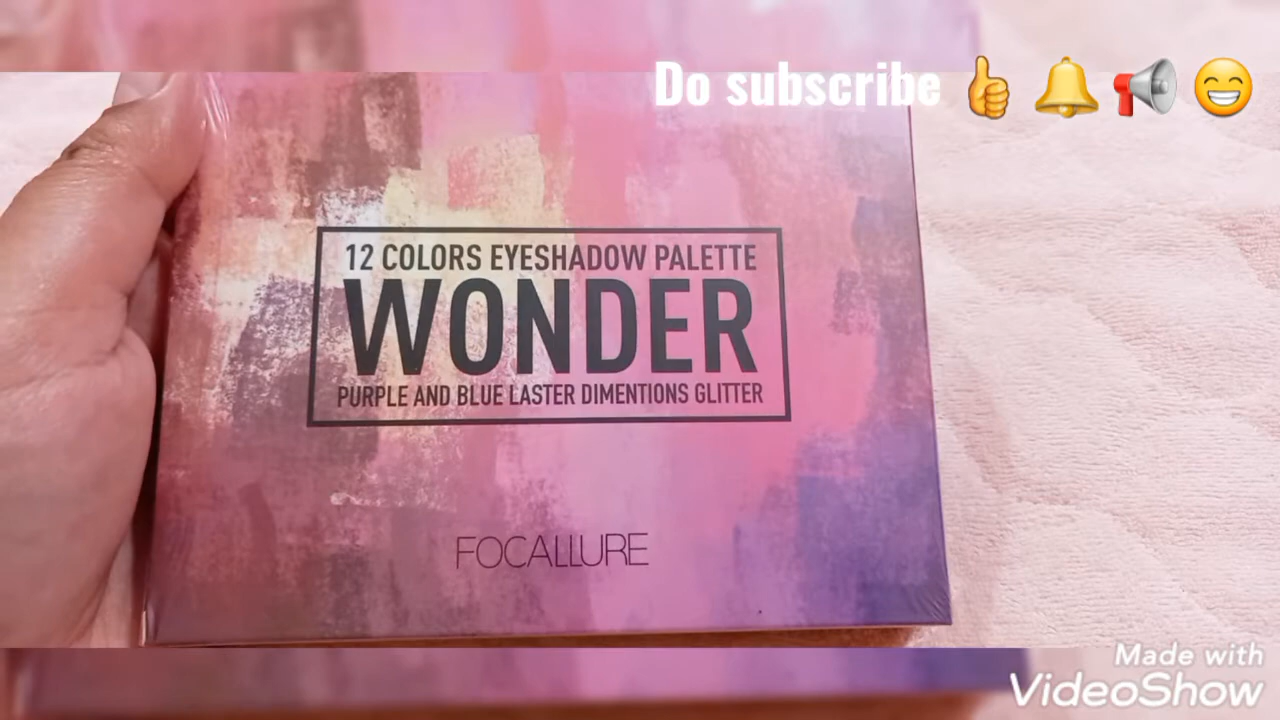 Do subscribe 👍 🔔 📢 😁
12 COLORS EYESHADOW PALETTE
WONDER
PURPLE AND BLUE LASTER DIMENTIONS GLITTER
FOCALLURE
Made with
VideoShow